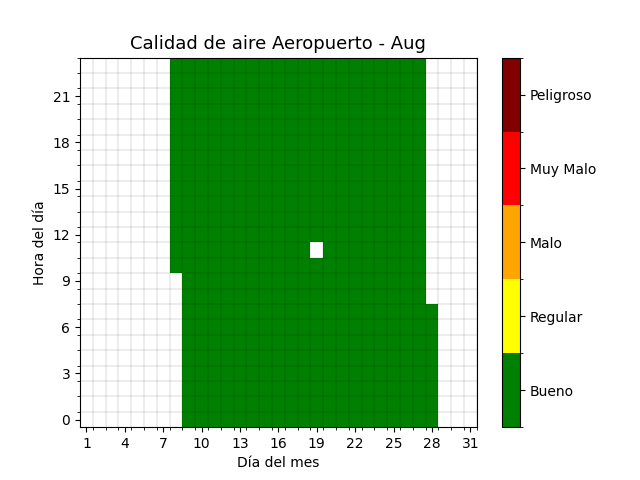 Calidad de aire Aeropuerto - Aug
Hora del día
21
18
15
12
9
6
3
0
1 4 7 10 13 16 19 22 25 28 31
Día del mes
Peligroso
Muy Malo
Malo
Regular
Bueno